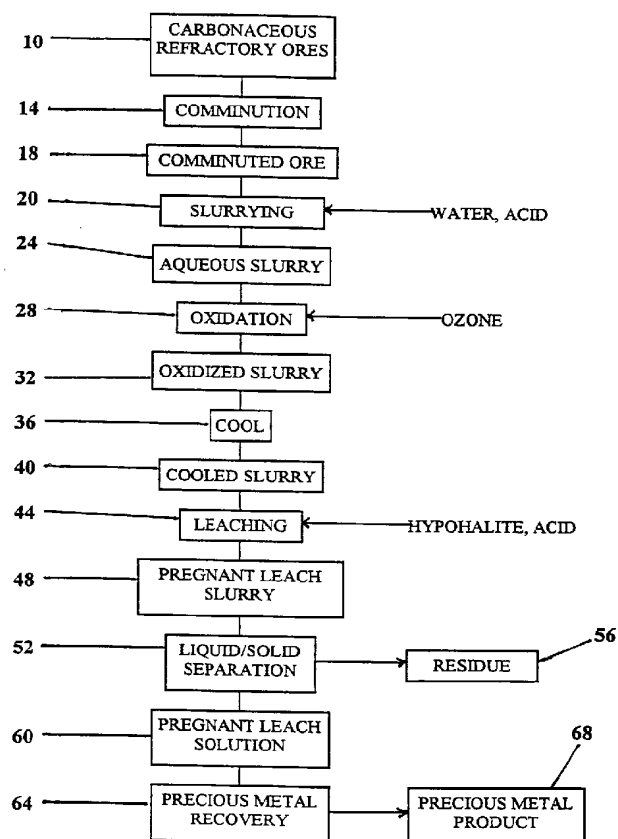 10
CARBONACEOUS
REFRACTORY ORES
14
COMMINUTION
18
COMMINUTED ORE
20
SLURRYING
WATER, ACID
24
AQUEOUS SLURRY
28
OXIDATION
OZONE
32
OXIDIZED SLURRY
36
COOL
40
COOLED SLURRY
44
LEACHING
HYPOHALITE, ACID
48
PREGNANT LEACH
SLURRY
52
LIQUID/SOLID
SEPARATION
RESIDUE
56
60
PREGNANT LEACH
SOLUTION
68
64
PRECIOUS METAL
RECOVERY
PRECIOUS METAL
PRODUCT